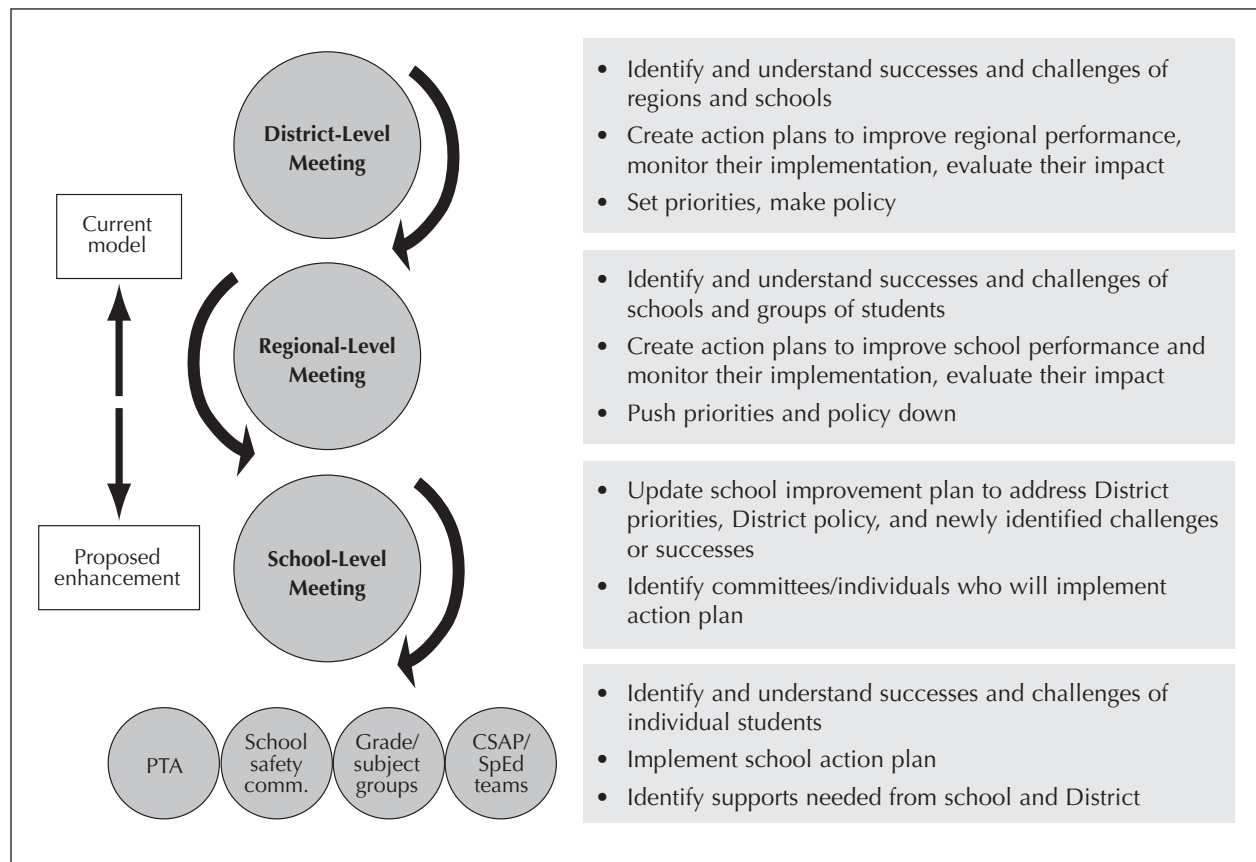 District-Level
Meeting
• Identify and understand successes and challenges of
regions and schools
• Create action plans to improve regional performance,
monitor their implementation, evaluate their impact
• Set priorities, make policy
Current
model
Regional-Level
Meeting
• Identify and understand successes and challenges of
schools and groups of students
• Create action plans to improve school performance and
monitor their implementation, evaluate their impact
• Push priorities and policy down
Proposed
enhancement
School-Level
Meeting
• Update school improvement plan to address District
priorities, District policy, and newly identified challenges
or successes
• Identify committees/individuals who will implement
action plan
PTA
School
safety
comm.
Grade/
subject
groups
CSAP/
SpEd
teams
• Identify and understand successes and challenges of
individual students
• Implement school action plan
• Identify supports needed from school and District